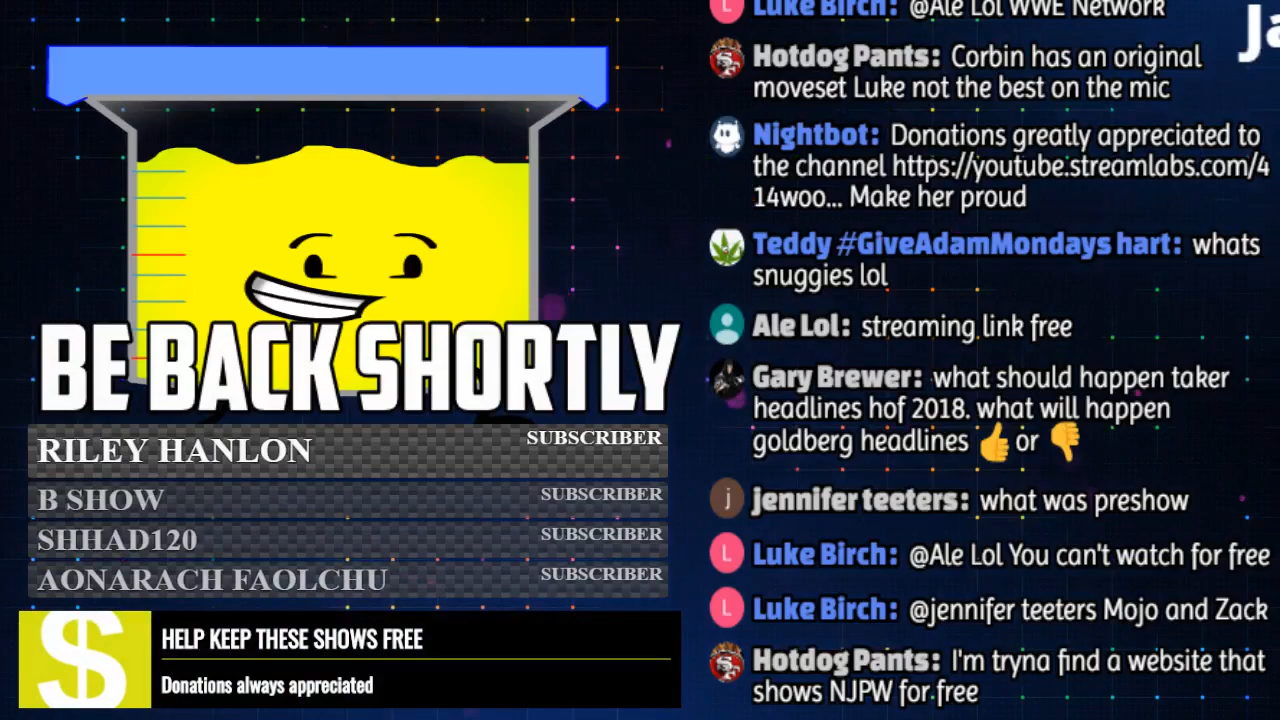 BE BACK SHORTLY
RILEY HANLON SUBSCRIBER
B SHOW SUBSCRIBER
SHHAD120 SUBSCRIBER
AONARACH FAOLCHU SUBSCRIBER
$
HELP KEEP THESE SHOWS FREE
Donations always appreciated
L Luke Birch: @Ale Lol WWE Network
Hotdog Pants: Corbin has an original
moveset Luke not the best on the mic
Nightbot: Donations greatly appreciated to
the channel https://youtube.streamlabs.com/4
14woo... Make her proud
Teddy #GiveAdamMondays hart: whats
snuggies lol
Ale Lol: streaming link free
Gary Brewer: what should happen taker
headlines hof 2018. what will happen
goldberg headlines 👍or 👎
j jennifer teeters: what was preshow
L Luke Birch: @Ale Lol You can't watch for free
L Luke Birch: @jennifer teeters Mojo and Zack
Hotdog Pants: I'm tryna find a website that
shows NJPW for free
Ja